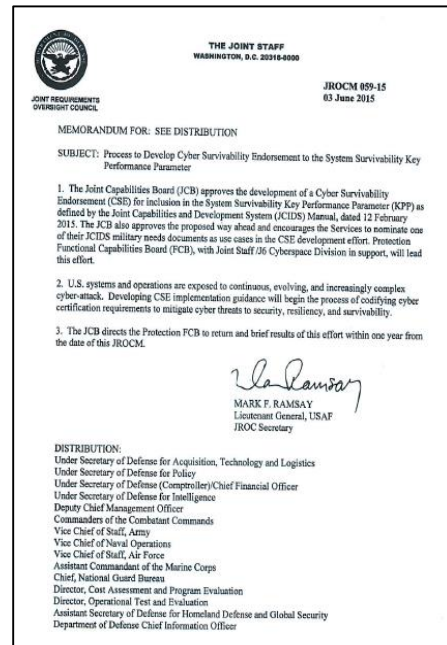 THE JOINT STAFF
WASHINGTON, D.C. 20318-8000
JROCM 059-15
03 June 2015
JOINT REQUIREMENTS
OVERSIGHT COUNCIL
MEMORANDUM FOR: SEE DISTRIBUTION
SUBJECT: Process to Develop Cyber Survivability Endorsement to the System Survivability Key
Performance Parameter
1. The Joint Capabilities Board (JCB) approves the development of a Cyber Survivability
Endorsement (CSE) for inclusion in the System Survivability Key Performance Parameter (KPP) as
defined by the Joint Capabilities and Development System (JCIDS) Manual, dated 12 February
2015. The JCB also approves the proposed way ahead and encourages the Services to nominate one
of their JCIDS military needs documents as use cases in the CSE development effort. Protection
Functional Capabilities Board (FCB), with Joint Staff/J6 Cyberspace Division in support, will lead
this effort.
2. U.S. systems and operations are exposed to continuous, evolving, and increasingly complex
cyber-attack. Developing CSE implementation guidance will begin the process of codifying cyber
certification requirements to mitigate cyber threats to security, resiliency, and survivability.
3. The JCB directs the Protection FCB to return and brief results of this effort within one year from
the date of this JROCM.
MARK F. RAMSAY
Lieutenant General, USAF
JROC Secretary
DISTRIBUTION:
Under Secretary of Defense for Acquisition, Technology and Logistics
Under Secretary of Defense for Policy
Under Secretary of Defense (Comptroller)/Chief Financial Officer
Under Secretary of Defense for Intelligence
Deputy Chief Management Officer
Commanders of the Combatant Commands
Vice Chief of Staff, Army
Vice Chief of Naval Operations
Vice Chief of Staff, Air Force
Assistant Commandant of the Marine Corps
Chief, National Guard Bureau
Director, Cost Assessment and Program Evaluation
Director, Operational Test and Evaluation
Assistant Secretary of Defense for Homeland Defense and Global Security
Department of Defense Chief Information Officer